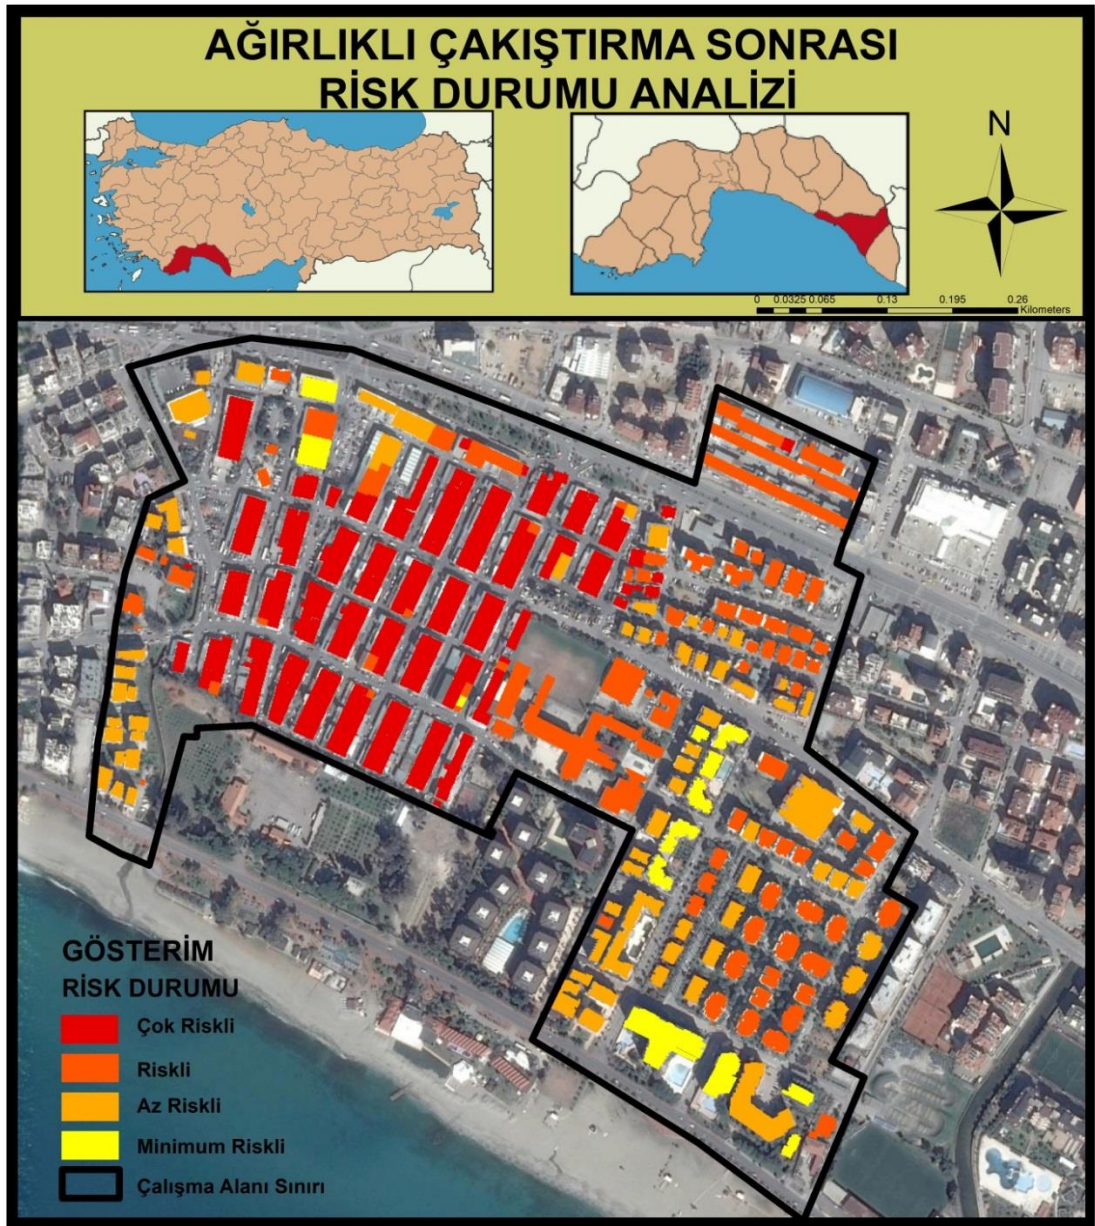 AĞIRLIKLI ÇAKIŞTIRMA SONRASI
RİSK DURUMU ANALİZİ
N
0 0.0325 0.065 0.13 0.195 0.26
Kilometers
GÖSTERİM
RİSK DURUMU
Çok Riskli
Riskli
Az Riskli
Minimum Riskli
Çalışma Alanı Sınırı